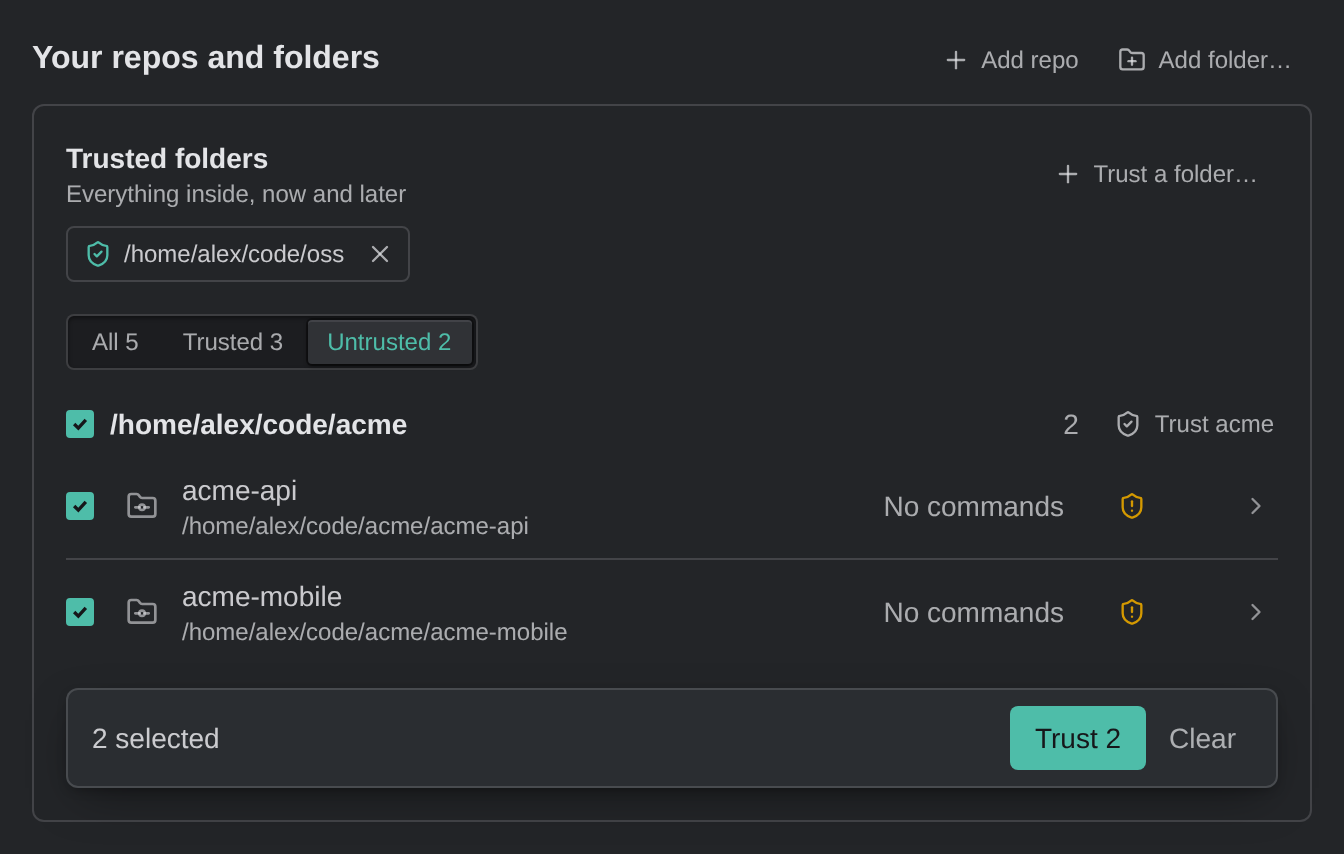 Your repos and folders
Add repo
Add folder…
Trusted folders
Everything inside, now and later
Trust a folder…
/home/alex/code/oss
All 5
Trusted 3
Untrusted 2
/home/alex/code/acme
2
Trust acme
acme-api
/home/alex/code/acme/acme-api
No commands
acme-mobile
/home/alex/code/acme/acme-mobile
No commands
2 selected
Trust 2
Clear